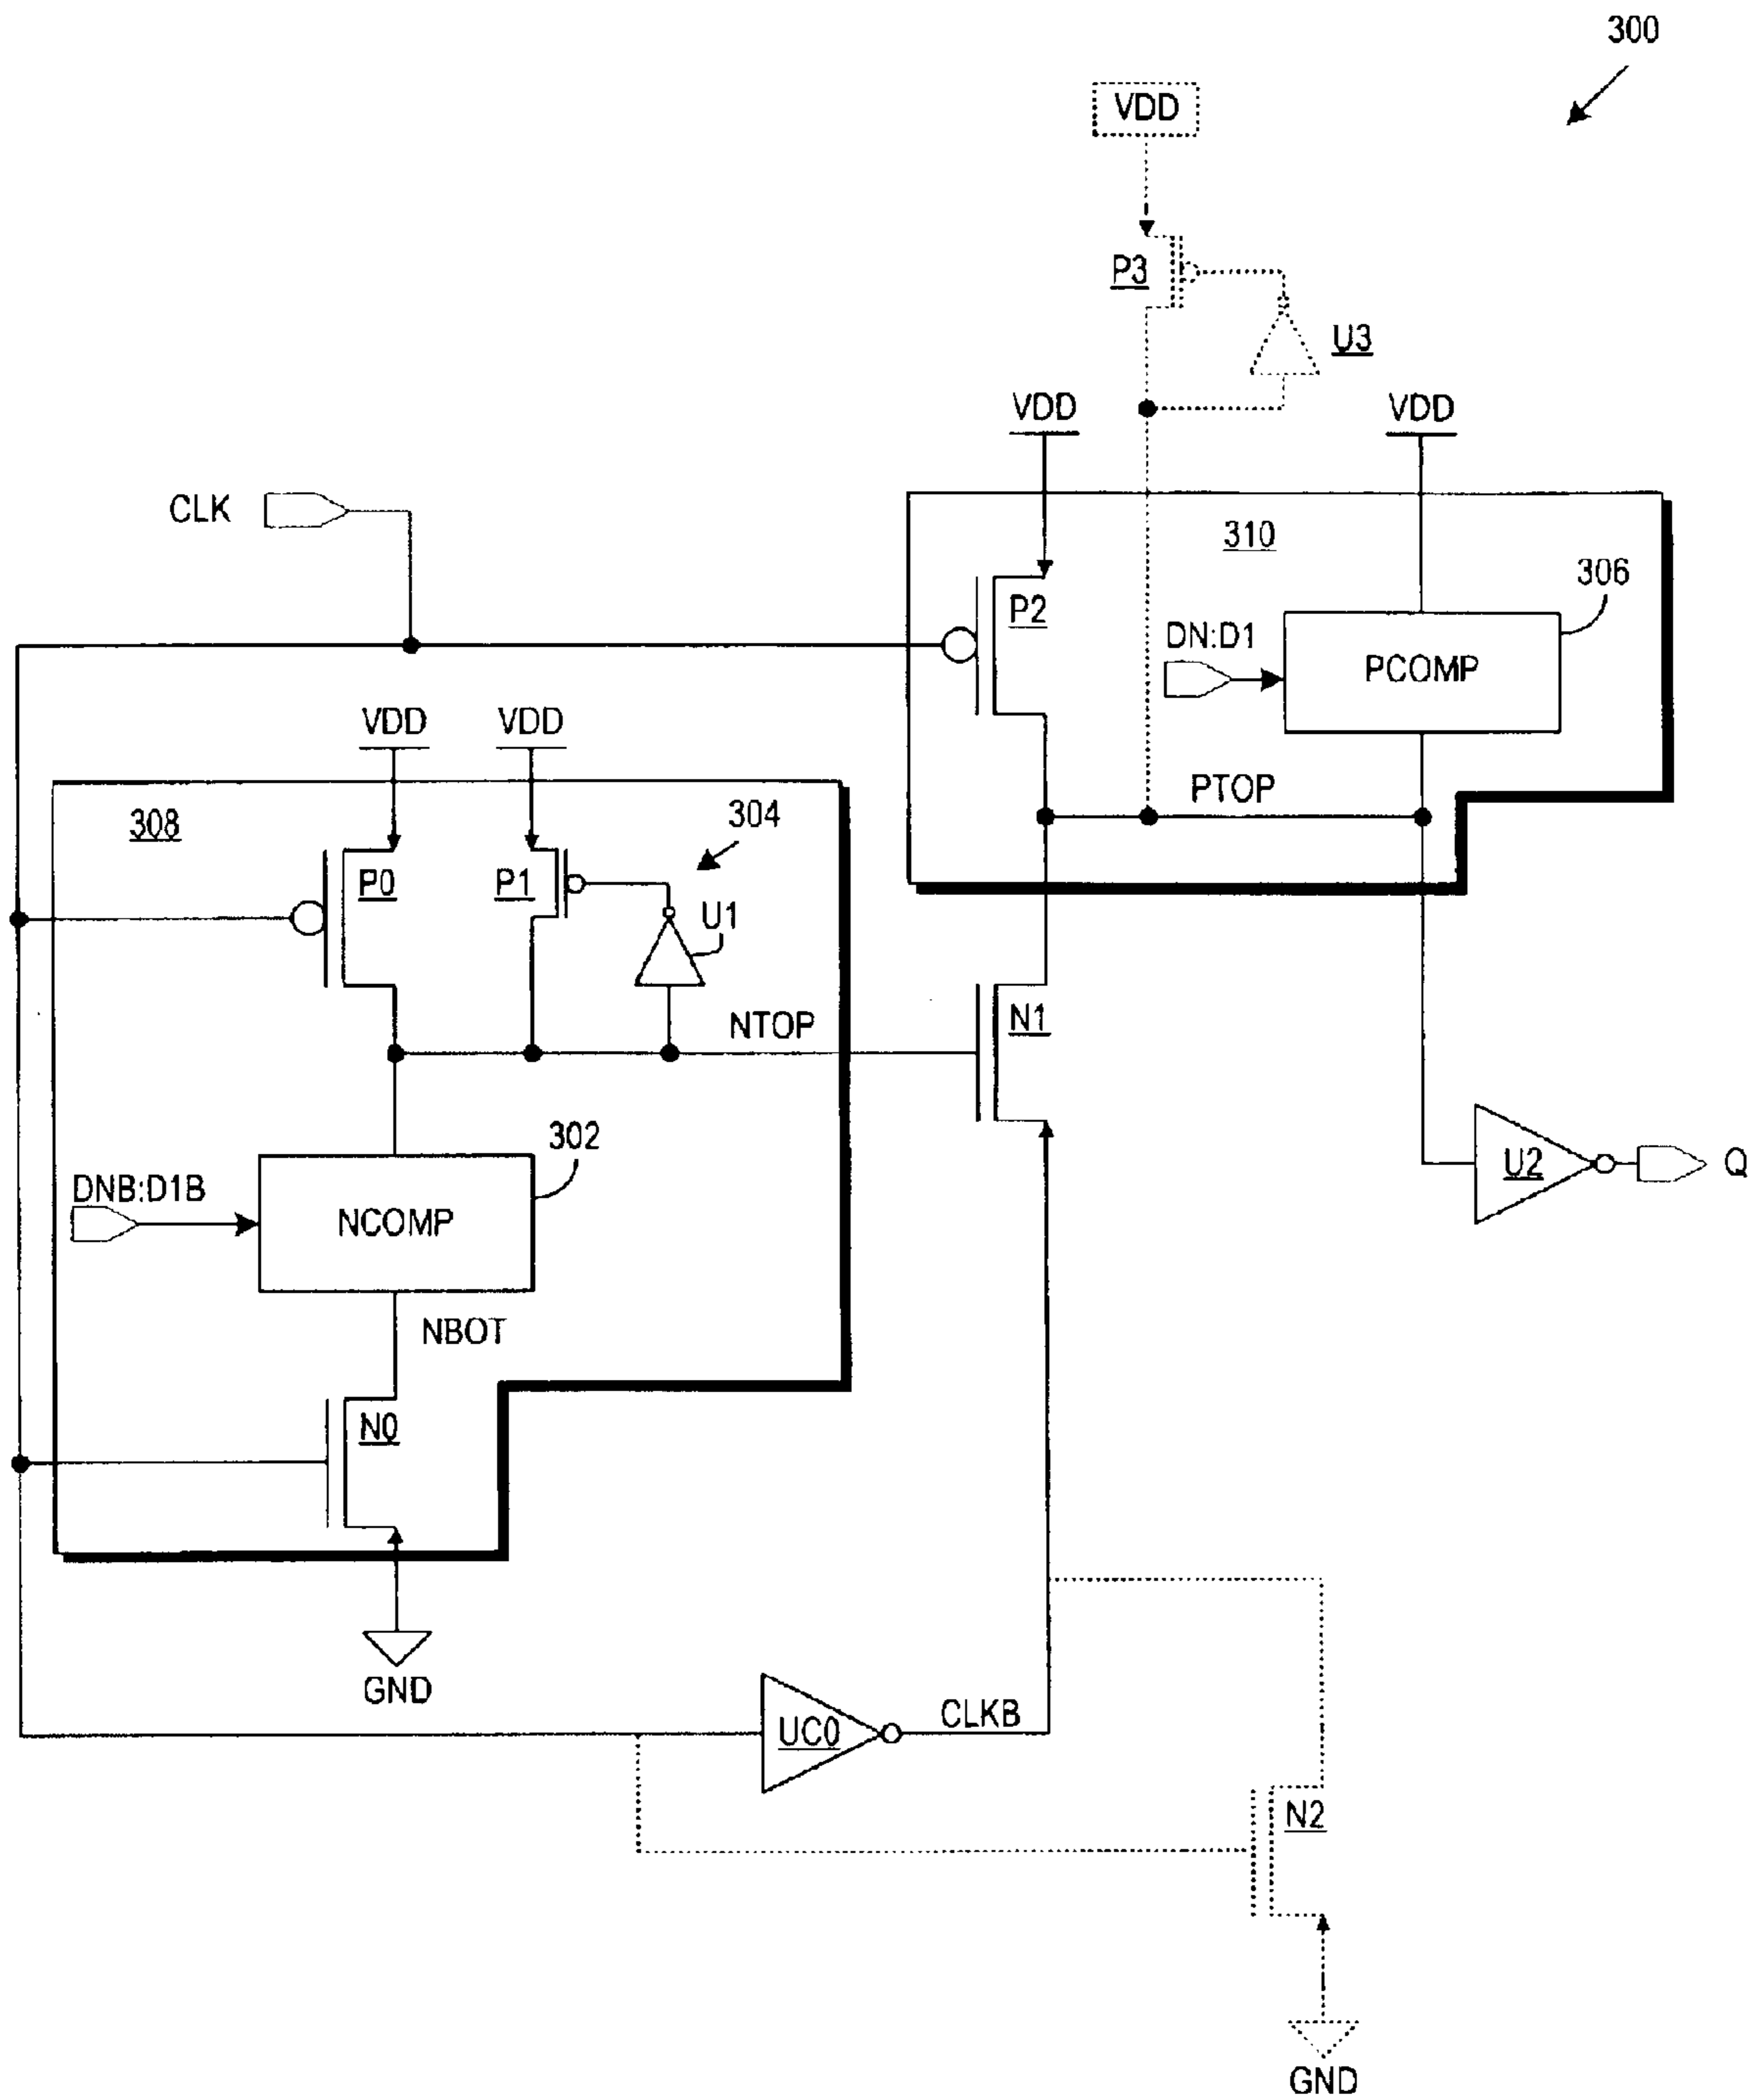 300
VDD
P3
U3
VDD
VDD
CLK
310
306
P2
DN:D1
PCOMP
VDD
VDD
PTOP
308
304
P0
P1
U1
N1
NTOP
302
DNB:D1B
NCOMP
U2
Q
NBOT
N0
GND
CLKB
UC0
N2
GND